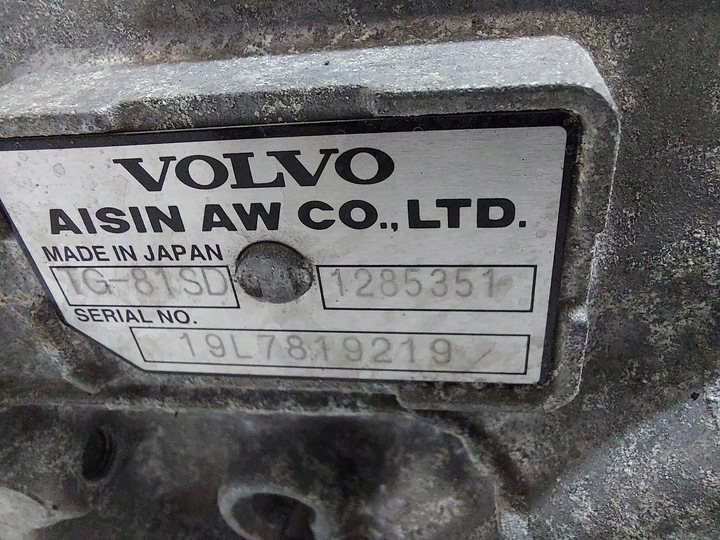 VOLVO
AISIN AW CO.,LTD.
MADE IN JAPAN
TG-81SD 1285351
SERIAL NO.
19L7819219